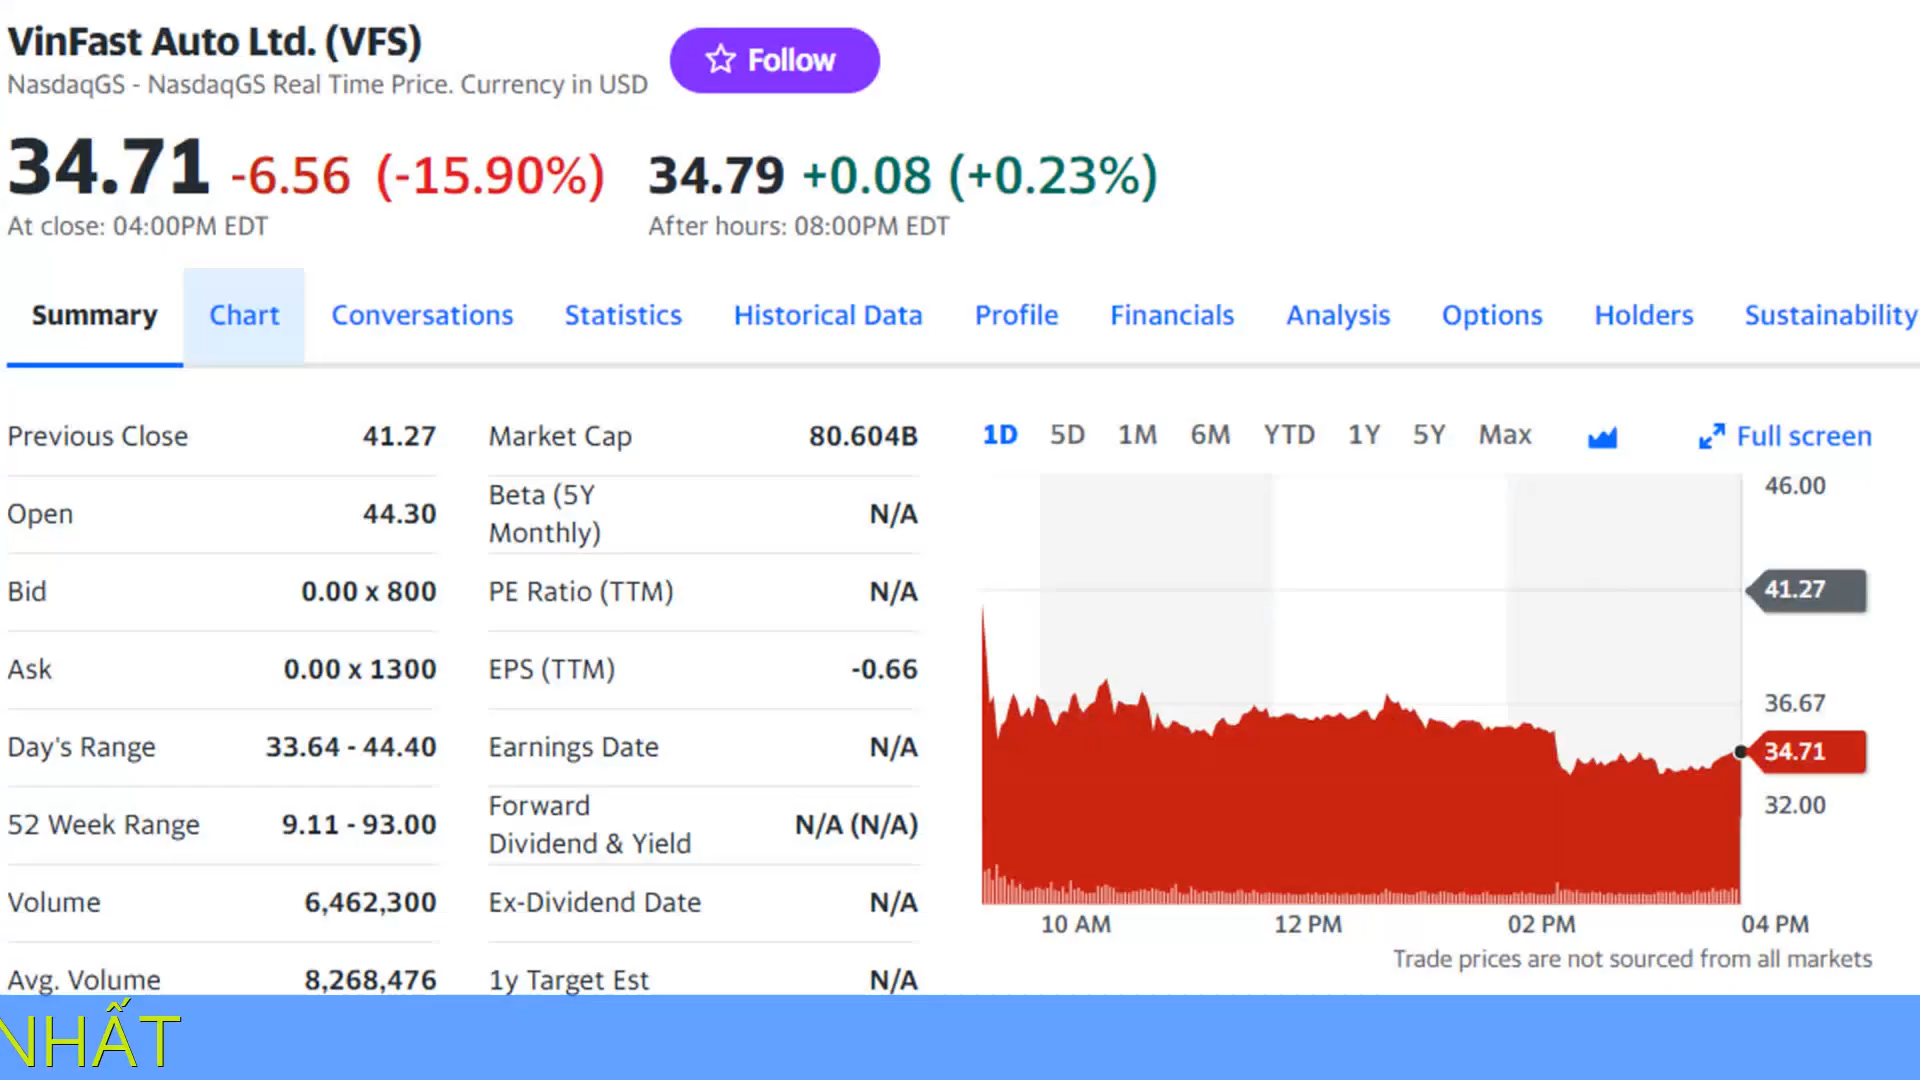 VinFast Auto Ltd. (VFS)
Follow
NasdaqGS - NasdaqGS Real Time Price. Currency in USD
34.71 -6.56 (-15.90%) 34.79 +0.08 (+0.23%)
At close: 04:00PM EDT After hours: 08:00PM EDT
Summary Chart Conversations Statistics Historical Data Profile Financials Analysis Options Holders Sustainability
Previous Close 41.27
Open 44.30
Bid 0.00 x 800
Ask 0.00 x 1300
Day's Range 33.64 - 44.40
52 Week Range 9.11 - 93.00
Volume 6,462,300
Avg. Volume 8,268,476
Market Cap 80.604B
Beta (5Y
Monthly) N/A
PE Ratio (TTM) N/A
EPS (TTM) -0.66
Earnings Date N/A
Forward
Dividend & Yield N/A (N/A)
Ex-Dividend Date N/A
1y Target Est N/A
1D 5D 1M 6M YTD 1Y 5Y Max Full screen
46.00
41.27
36.67
34.71
32.00
10 AM 12 PM 02 PM 04 PM
Trade prices are not sourced from all markets
NHẤT